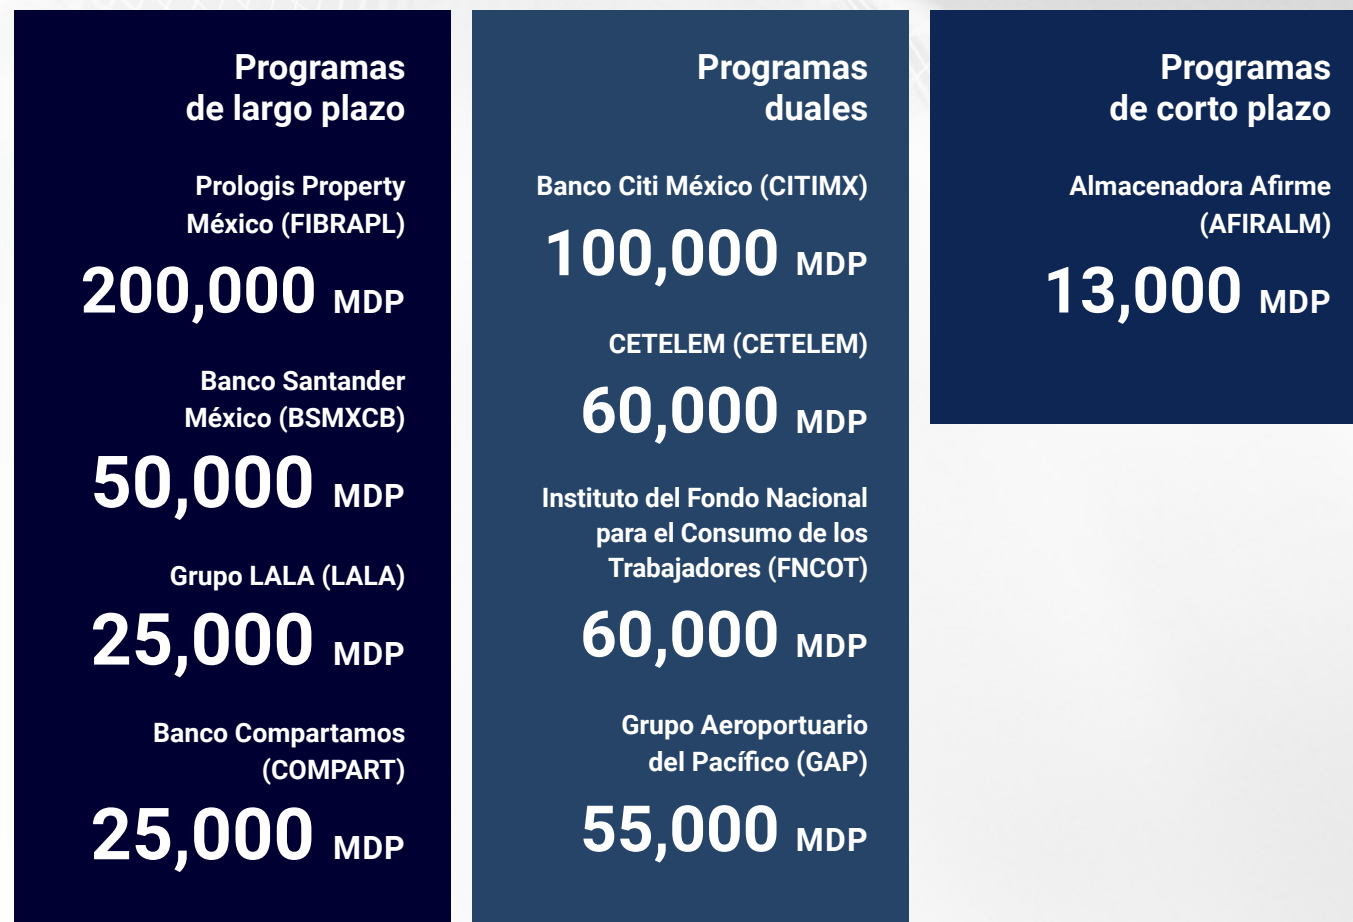 Programas
de largo plazo
Prologis Property
México (FIBRAPL)
200,000 MDP
Banco Santander
México (BSMXCB)
50,000 MDP
Grupo LALA (LALA)
25,000 MDP
Banco Compartamos
(COMPART)
25,000 MDP
Programas
duales
Banco Citi México (CITIMX)
100,000 MDP
CETELEM (CETELEM)
60,000 MDP
Instituto del Fondo Nacional
para el Consumo de los
Trabajadores (FNCOT)
60,000 MDP
Grupo Aeroportuario
del Pacífico (GAP)
55,000 MDP
Programas
de corto plazo
Almacenadora Afirme
(AFIRALM)
13,000 MDP